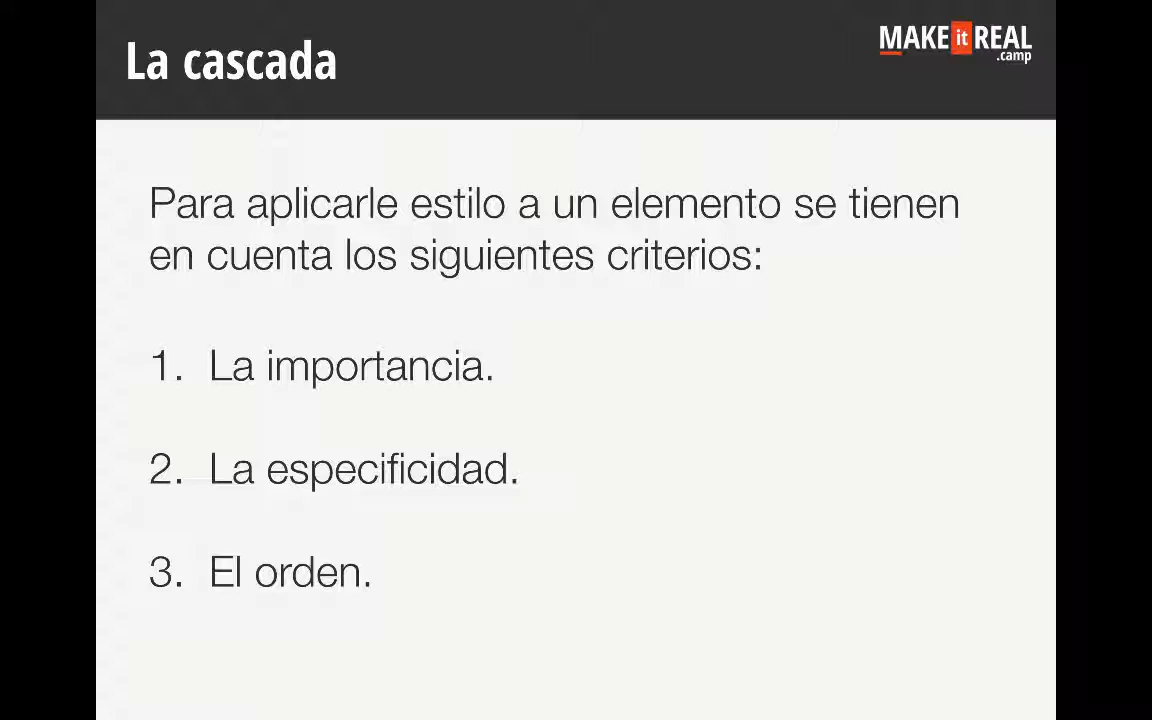 La cascada
MAKE it REAL
.camp
Para aplicarle estilo a un elemento se tienen
en cuenta los siguientes criterios:
1. La importancia.
2. La especificidad.
3. El orden.